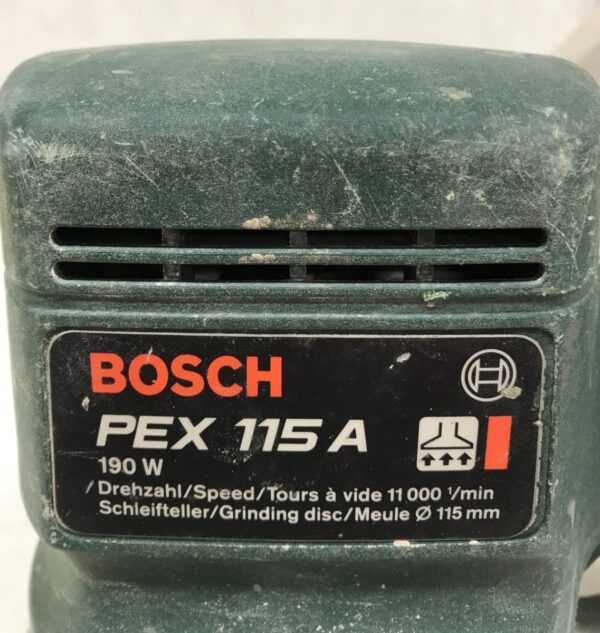 BOSCH
PEX 115 A
190 W
/Drehzahl/Speed/Tours à vide 11 000 ¹/min
Schleifteller/Grinding disc/Meule Ø 115 mm